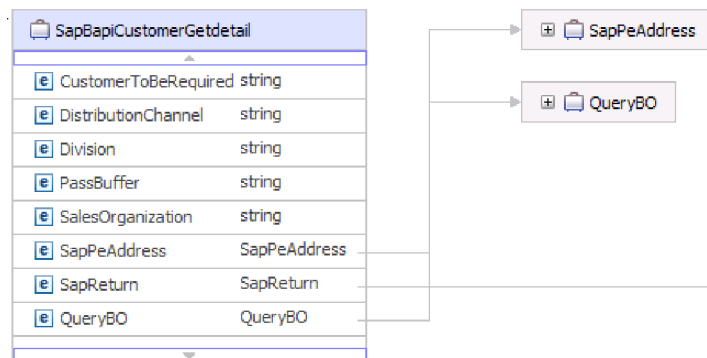 SapBapiCustomerGetdetail
CustomerToBeRequired string
DistributionChannel string
Division string
PassBuffer string
SalesOrganization string
SapPeAddress SapPeAddress
SapReturn SapReturn
QueryBO QueryBO
SapPeAddress
QueryBO